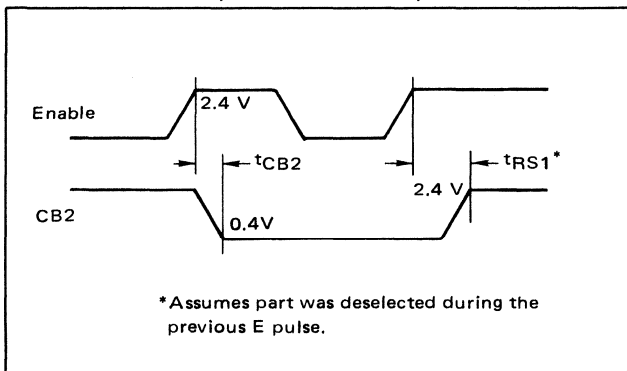 Enable
2.4 V
tCB2
tRS1*
2.4 V
CB2
0.4V
*Assumes part was deselected during the
previous E pulse.